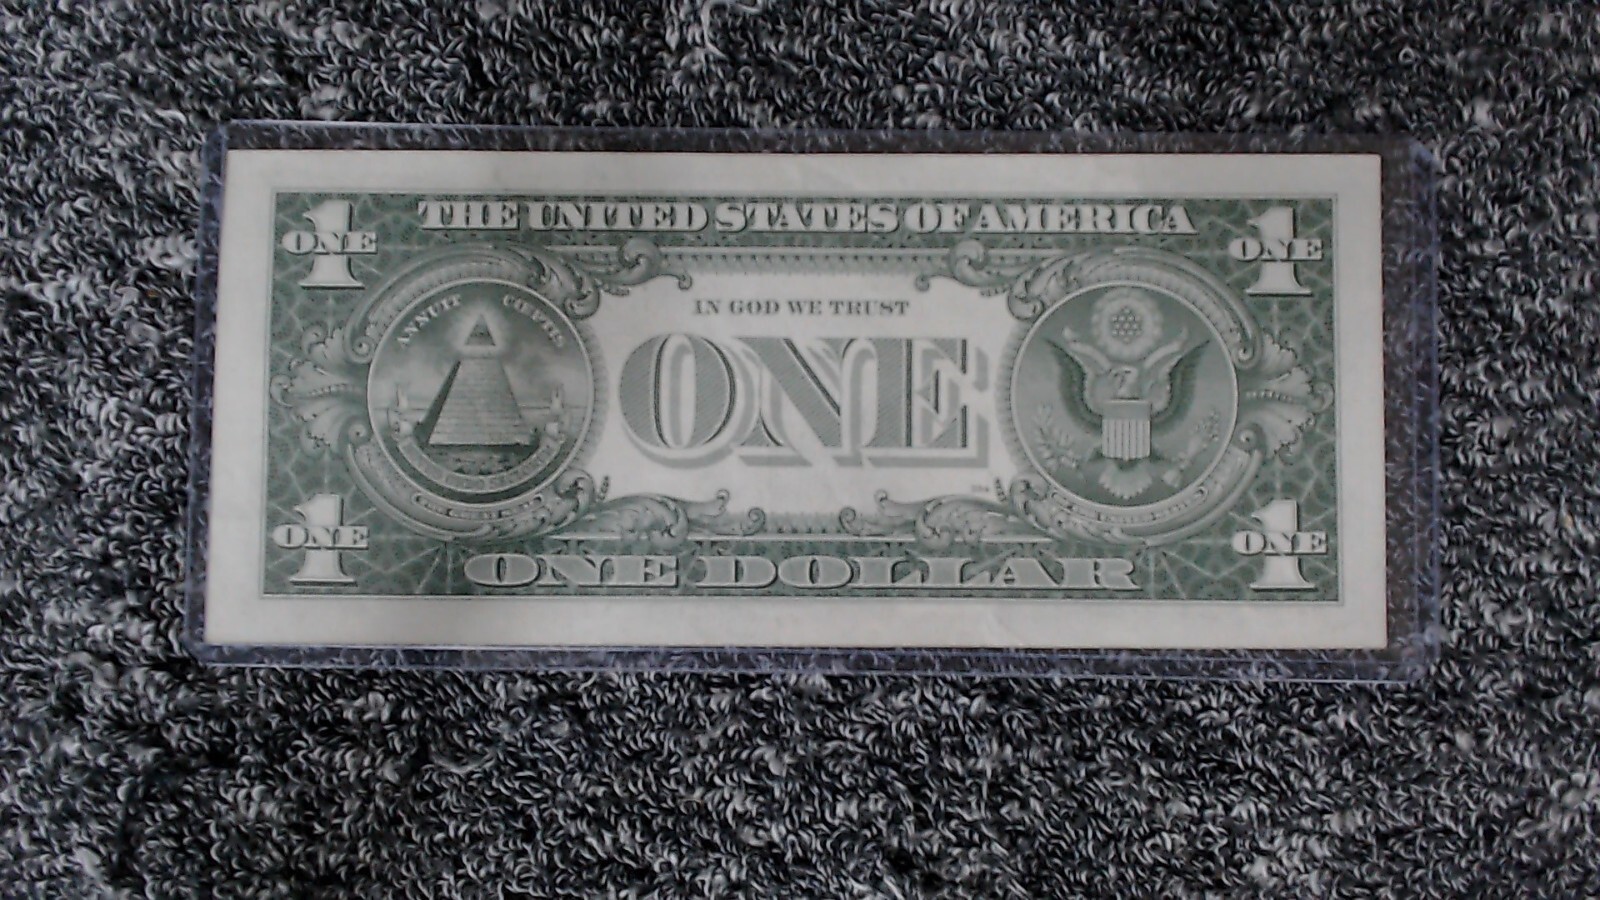 THE UNITED STATES OF AMERICA
1 ONE
1 ONE
ANNUIT CŒPTIS
IN GOD WE TRUST
ONE
1 ONE
1 ONE
ONE DOLLAR